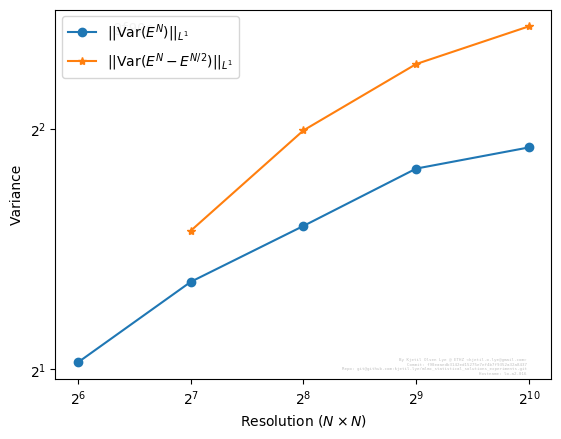 ||Var(E^N)||_{L^1}
||Var(E^N − E^{N/2})||_{L^1}
2^2
Variance
2^1
2^6
2^7
2^8
2^9
2^10
Resolution (N × N)